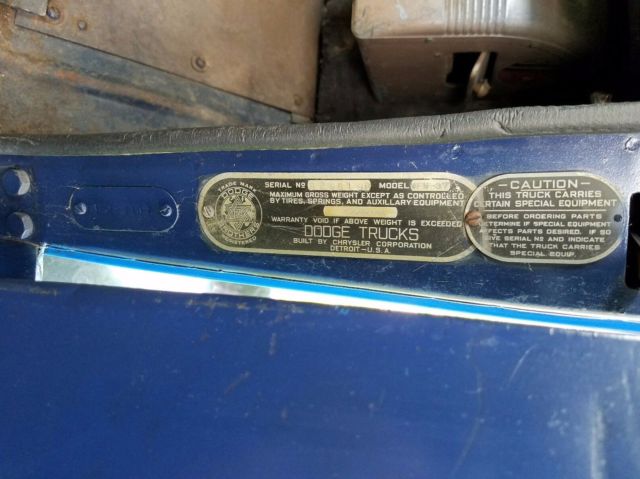 TRADE MARK
DODGE
BROTHERS
REGISTERED
SERIAL Nº MODEL
MAXIMUM GROSS WEIGHT EXCEPT AS CONTROLLED
BY TIRES, SPRINGS, AND AUXILLARY EQUIPMENT
WARRANTY VOID IF ABOVE WEIGHT IS EXCEEDED
DODGE TRUCKS
BUILT BY CHRYSLER CORPORATION
DETROIT-U.S.A.
-CAUTION-
THIS TRUCK CARRIES
CERTAIN SPECIAL EQUIPMENT
BEFORE ORDERING PARTS
DETERMINE IF SPECIAL EQUIPMENT
AFFECTS PARTS DESIRED. IF SO
GIVE SERIAL Nº AND INDICATE
THAT THE TRUCK CARRIES
SPECIAL EQUIP.